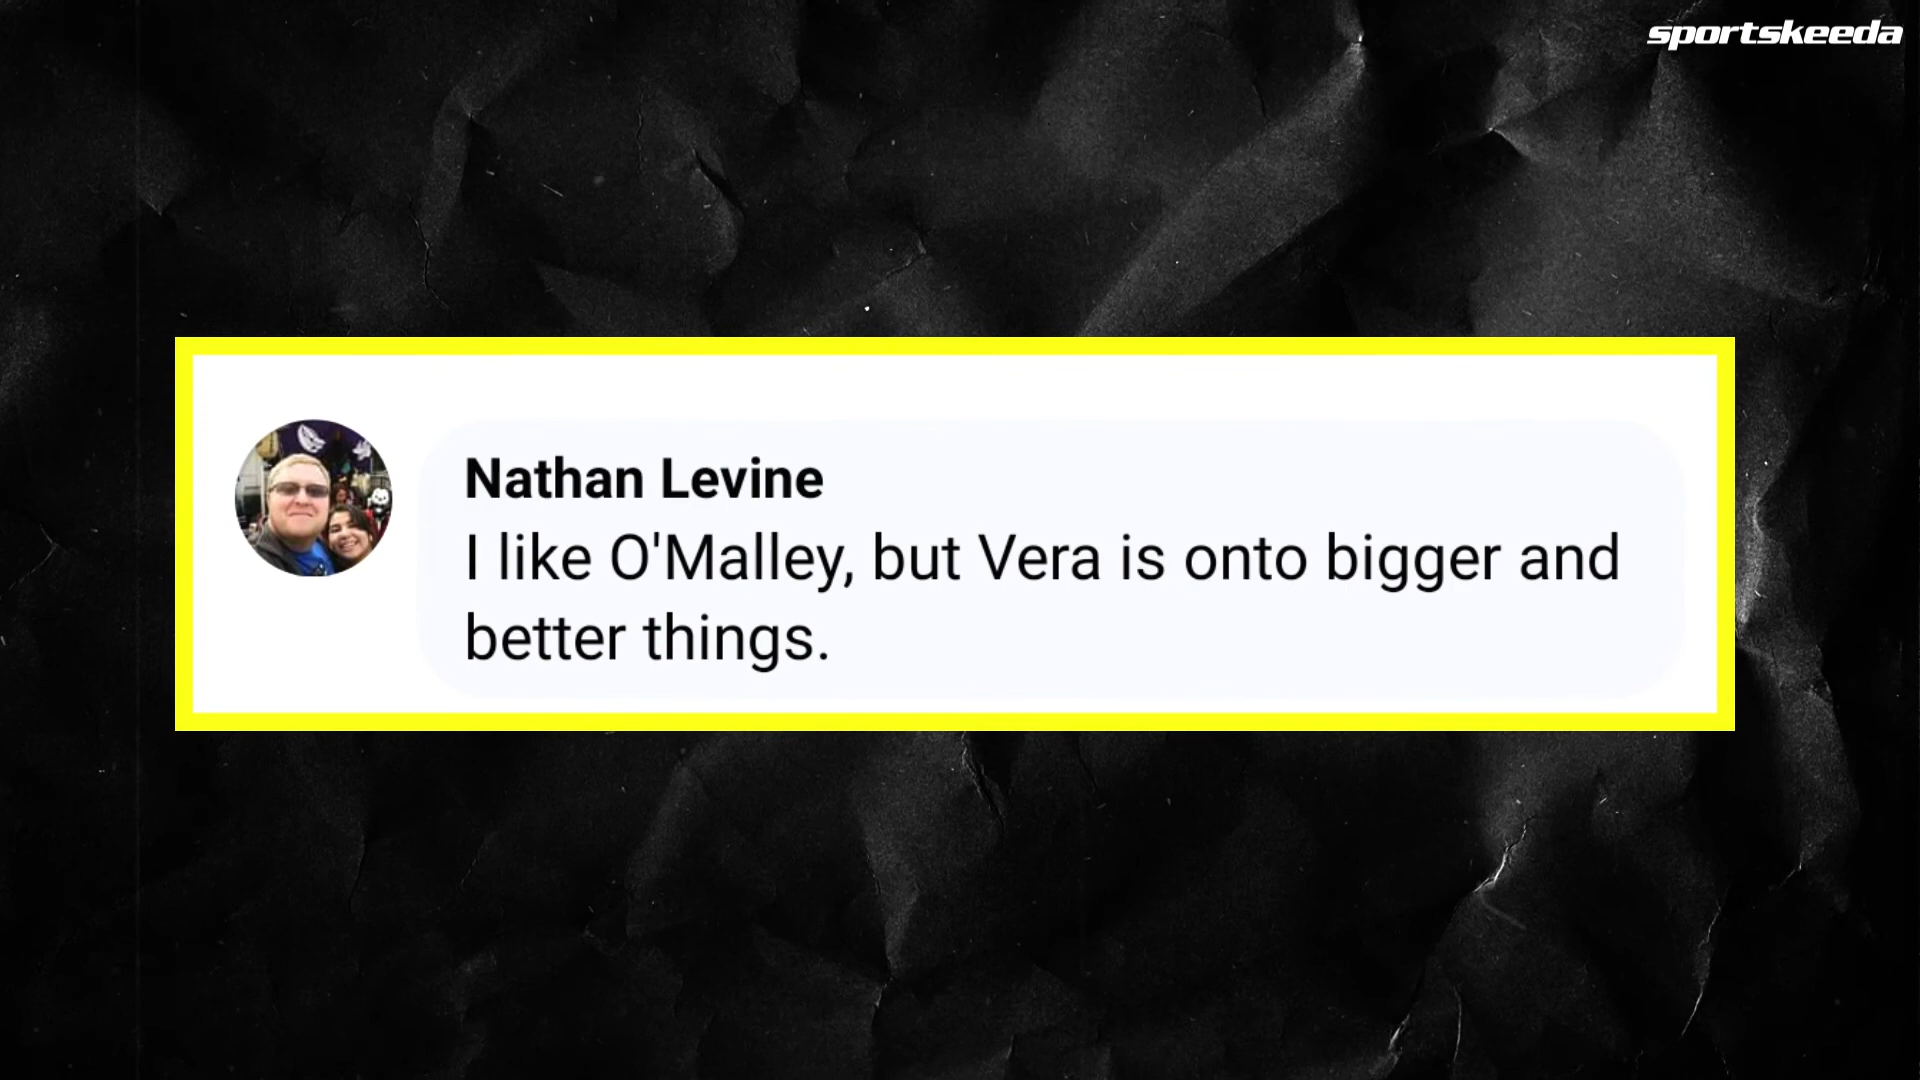 sportskeeda
Nathan Levine
I like O'Malley, but Vera is onto bigger and
better things.